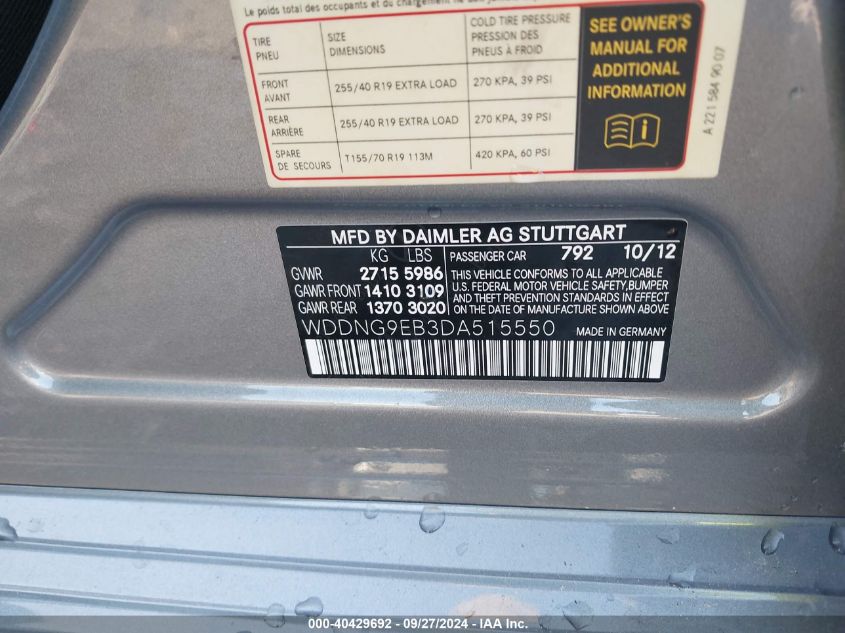 Le poids total des occupants et du chargement ne doit
TIRE PNEU
SIZE DIMENSIONS
COLD TIRE PRESSURE PRESSION DES PNEUS À FROID
FRONT AVANT
255/40 R19 EXTRA LOAD
270 KPA, 39 PSI
REAR ARRIÈRE
255/40 R19 EXTRA LOAD
270 KPA, 39 PSI
SPARE DE SECOURS
T155/70 R19 113M
420 KPA, 60 PSI
SEE OWNER'S
MANUAL FOR
ADDITIONAL
INFORMATION
A 221 584 90 07
MFD BY DAIMLER AG STUTTGART
KG LBS
PASSENGER CAR 792 10/12
GVWR 2715 5986
GAWR FRONT 1410 3109
GAWR REAR 1370 3020
THIS VEHICLE CONFORMS TO ALL APPLICABLE
U.S. FEDERAL MOTOR VEHICLE SAFETY,BUMPER
AND THEFT PREVENTION STANDARDS IN EFFECT
ON THE DATE OF MANUFACTURE SHOWN ABOVE
WDDNG9EB3DA515550 MADE IN GERMANY
000-40429692 - 09/27/2024 - IAAI.com